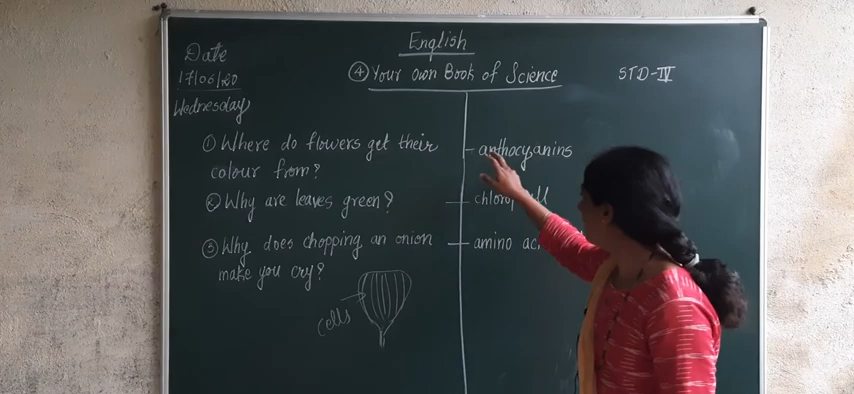 English
Date
17/06/20
Wednesday
④ Your own Book of Science
STD-IV
① Where do flowers get their
colour from?
anthocyanins
② Why are leaves green?
③ Why does chopping an onion
make you cry?
amino
cells